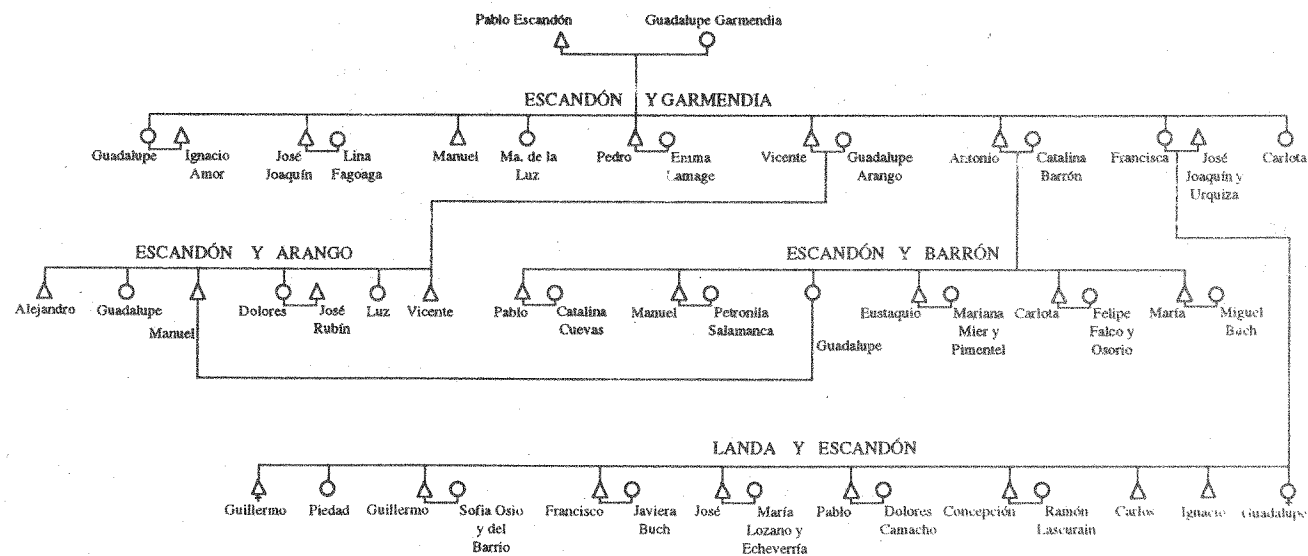 Pablo Escandón
Guadalupe Garmendia
ESCANDÓN Y GARMENDIA
Guadalupe
Ignacio
Amor
José
Joaquín
Lina
Fagoaga
Manuel
Ma. de la
Luz
Pedro
Emma
Lamage
Vicente
Guadalupe
Arango
Antonio
Catalina
Barrón
Francisca
José
Joaquín y
Urquiza
Carlota
ESCANDÓN Y ARANGO
Alejandro
Guadalupe
Manuel
Dolores
José
Rubín
Luz
Vicente
ESCANDÓN Y BARRÓN
Pablo
Catalina
Cuevas
Manuel
Petronila
Salamanca
Guadalupe
Eustaquio
Mariana
Mier y
Pimentel
Carlota
Felipe
Falco y
Osorio
María
Miguel
Buch
LANDA Y ESCANDÓN
Guillermo
Piedad
Guillermo
Sofia Osio
y del
Barrio
Francisco
Javiera
Buch
José
María
Lozano y
Echeverría
Pablo
Dolores
Camacho
Concepción
Ramón
Lascurain
Carlos
Ignacio
Guadalupe